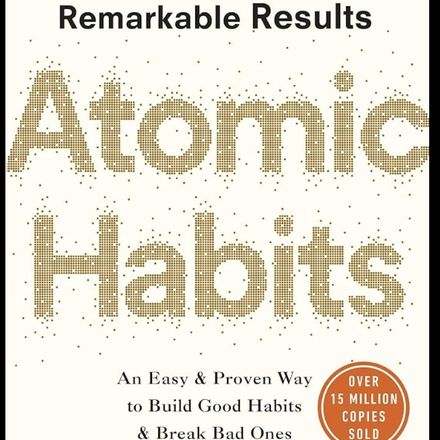 Remarkable Results
Atomic
Habits
An Easy & Proven Way
to Build Good Habits
& Break Bad Ones
OVER
15 MILLION
COPIES
SOLD